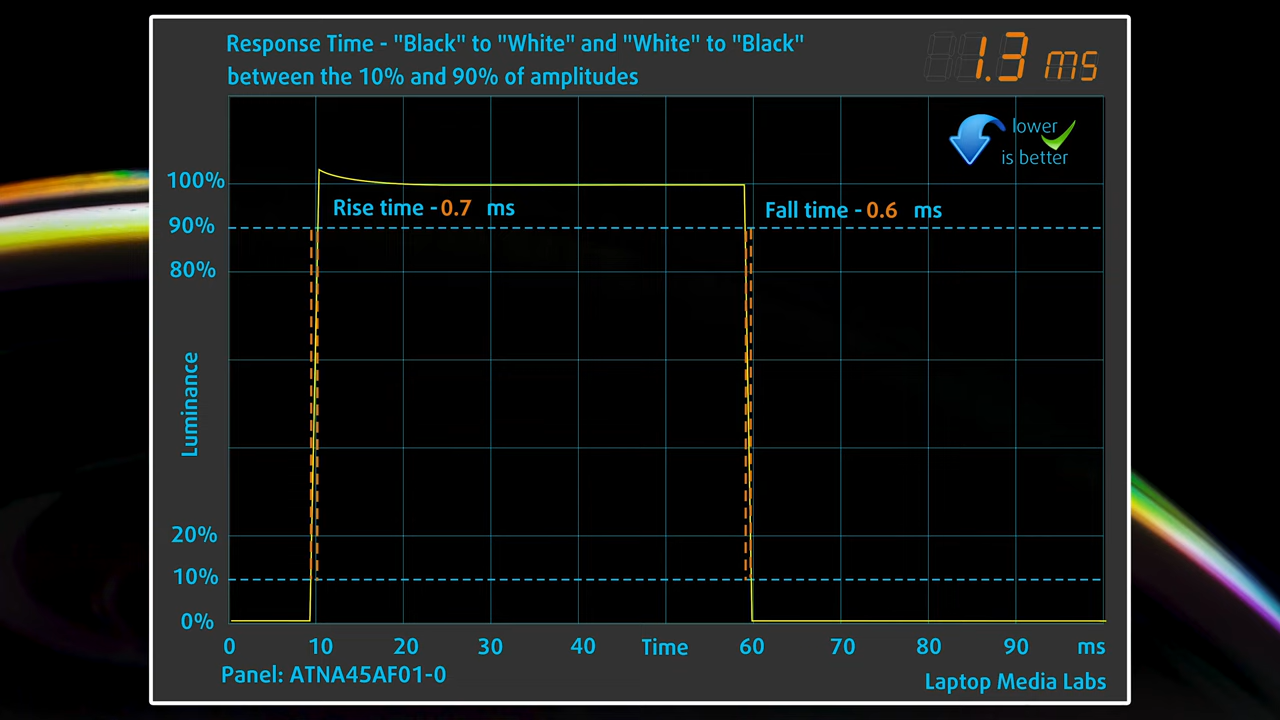 Response Time - "Black" to "White" and "White" to "Black"
between the 10% and 90% of amplitudes
1.3 ms
lower
is better
100%
Rise time - 0.7 ms
Fall time - 0.6 ms
90%
80%
Luminance
20%
10%
0%
0 10 20 30 40 Time 60 70 80 90 ms
Panel: ATNA45AF01-0
Laptop Media Labs